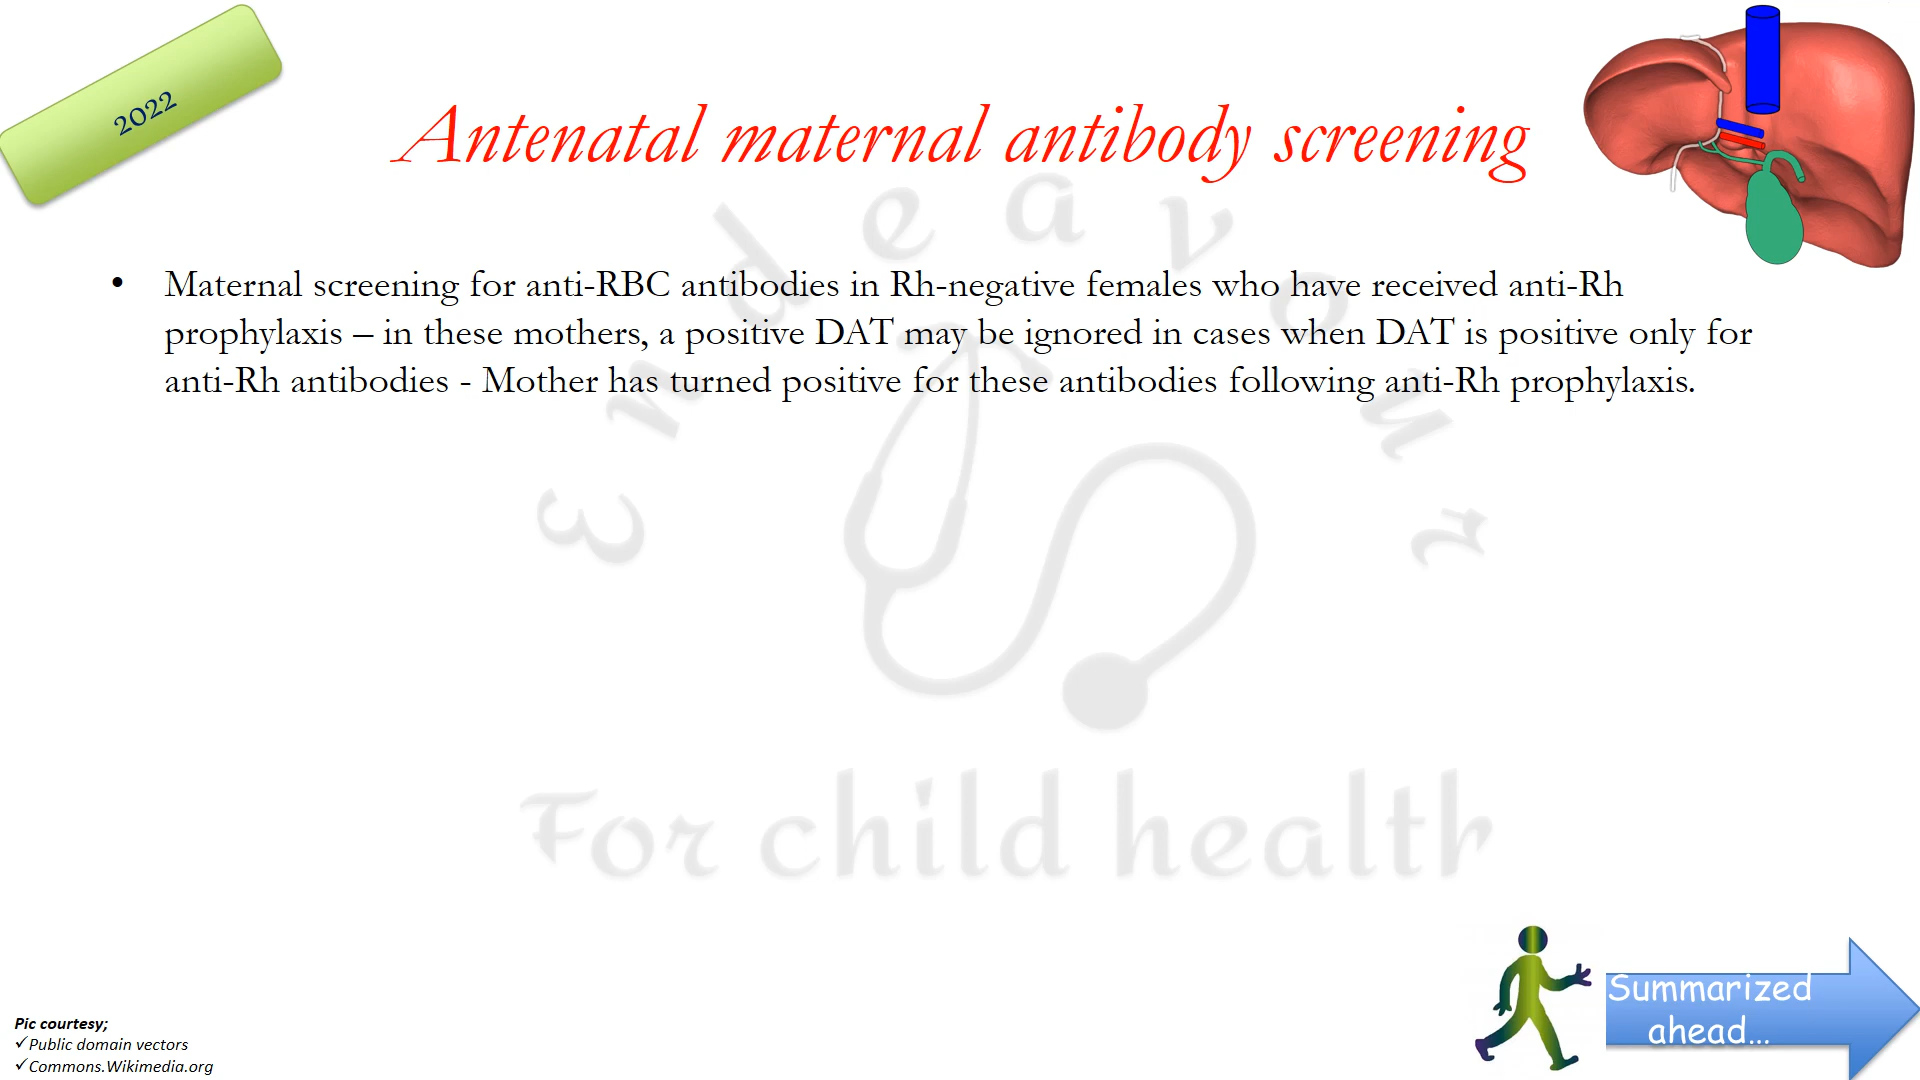 2022
Antenatal maternal antibody screening
• Maternal screening for anti-RBC antibodies in Rh-negative females who have received anti-Rh
prophylaxis – in these mothers, a positive DAT may be ignored in cases when DAT is positive only for
anti-Rh antibodies - Mother has turned positive for these antibodies following anti-Rh prophylaxis.
Endeavour
For child health
Summarized
ahead...
Pic courtesy;
✓Public domain vectors
✓Commons.Wikimedia.org